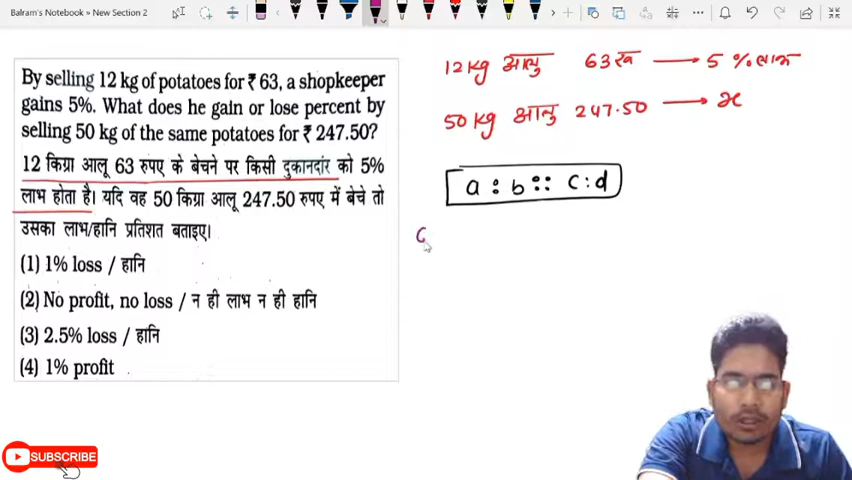 Balram's Notebook » New Section 2
By selling 12 kg of potatoes for ₹ 63, a shopkeeper
gains 5%. What does he gain or lose percent by
selling 50 kg of the same potatoes for ₹ 247.50?
12 किग्रा आलू 63 रुपए के बेचने पर किसी दुकानदार को 5%
लाभ होता है। यदि वह 50 किग्रा आलू 247.50 रुपए में बेचे तो
उसका लाभ/हानि प्रतिशत बताइए।
(1) 1% loss / हानि
(2) No profit, no loss / न ही लाभ न ही हानि
(3) 2.5% loss / हानि
(4) 1% profit
12 kg आलु 63 रू → 5 % लाभ
50 kg आलु 247.50 → x
a : b :: c : d
SUBSCRIBE